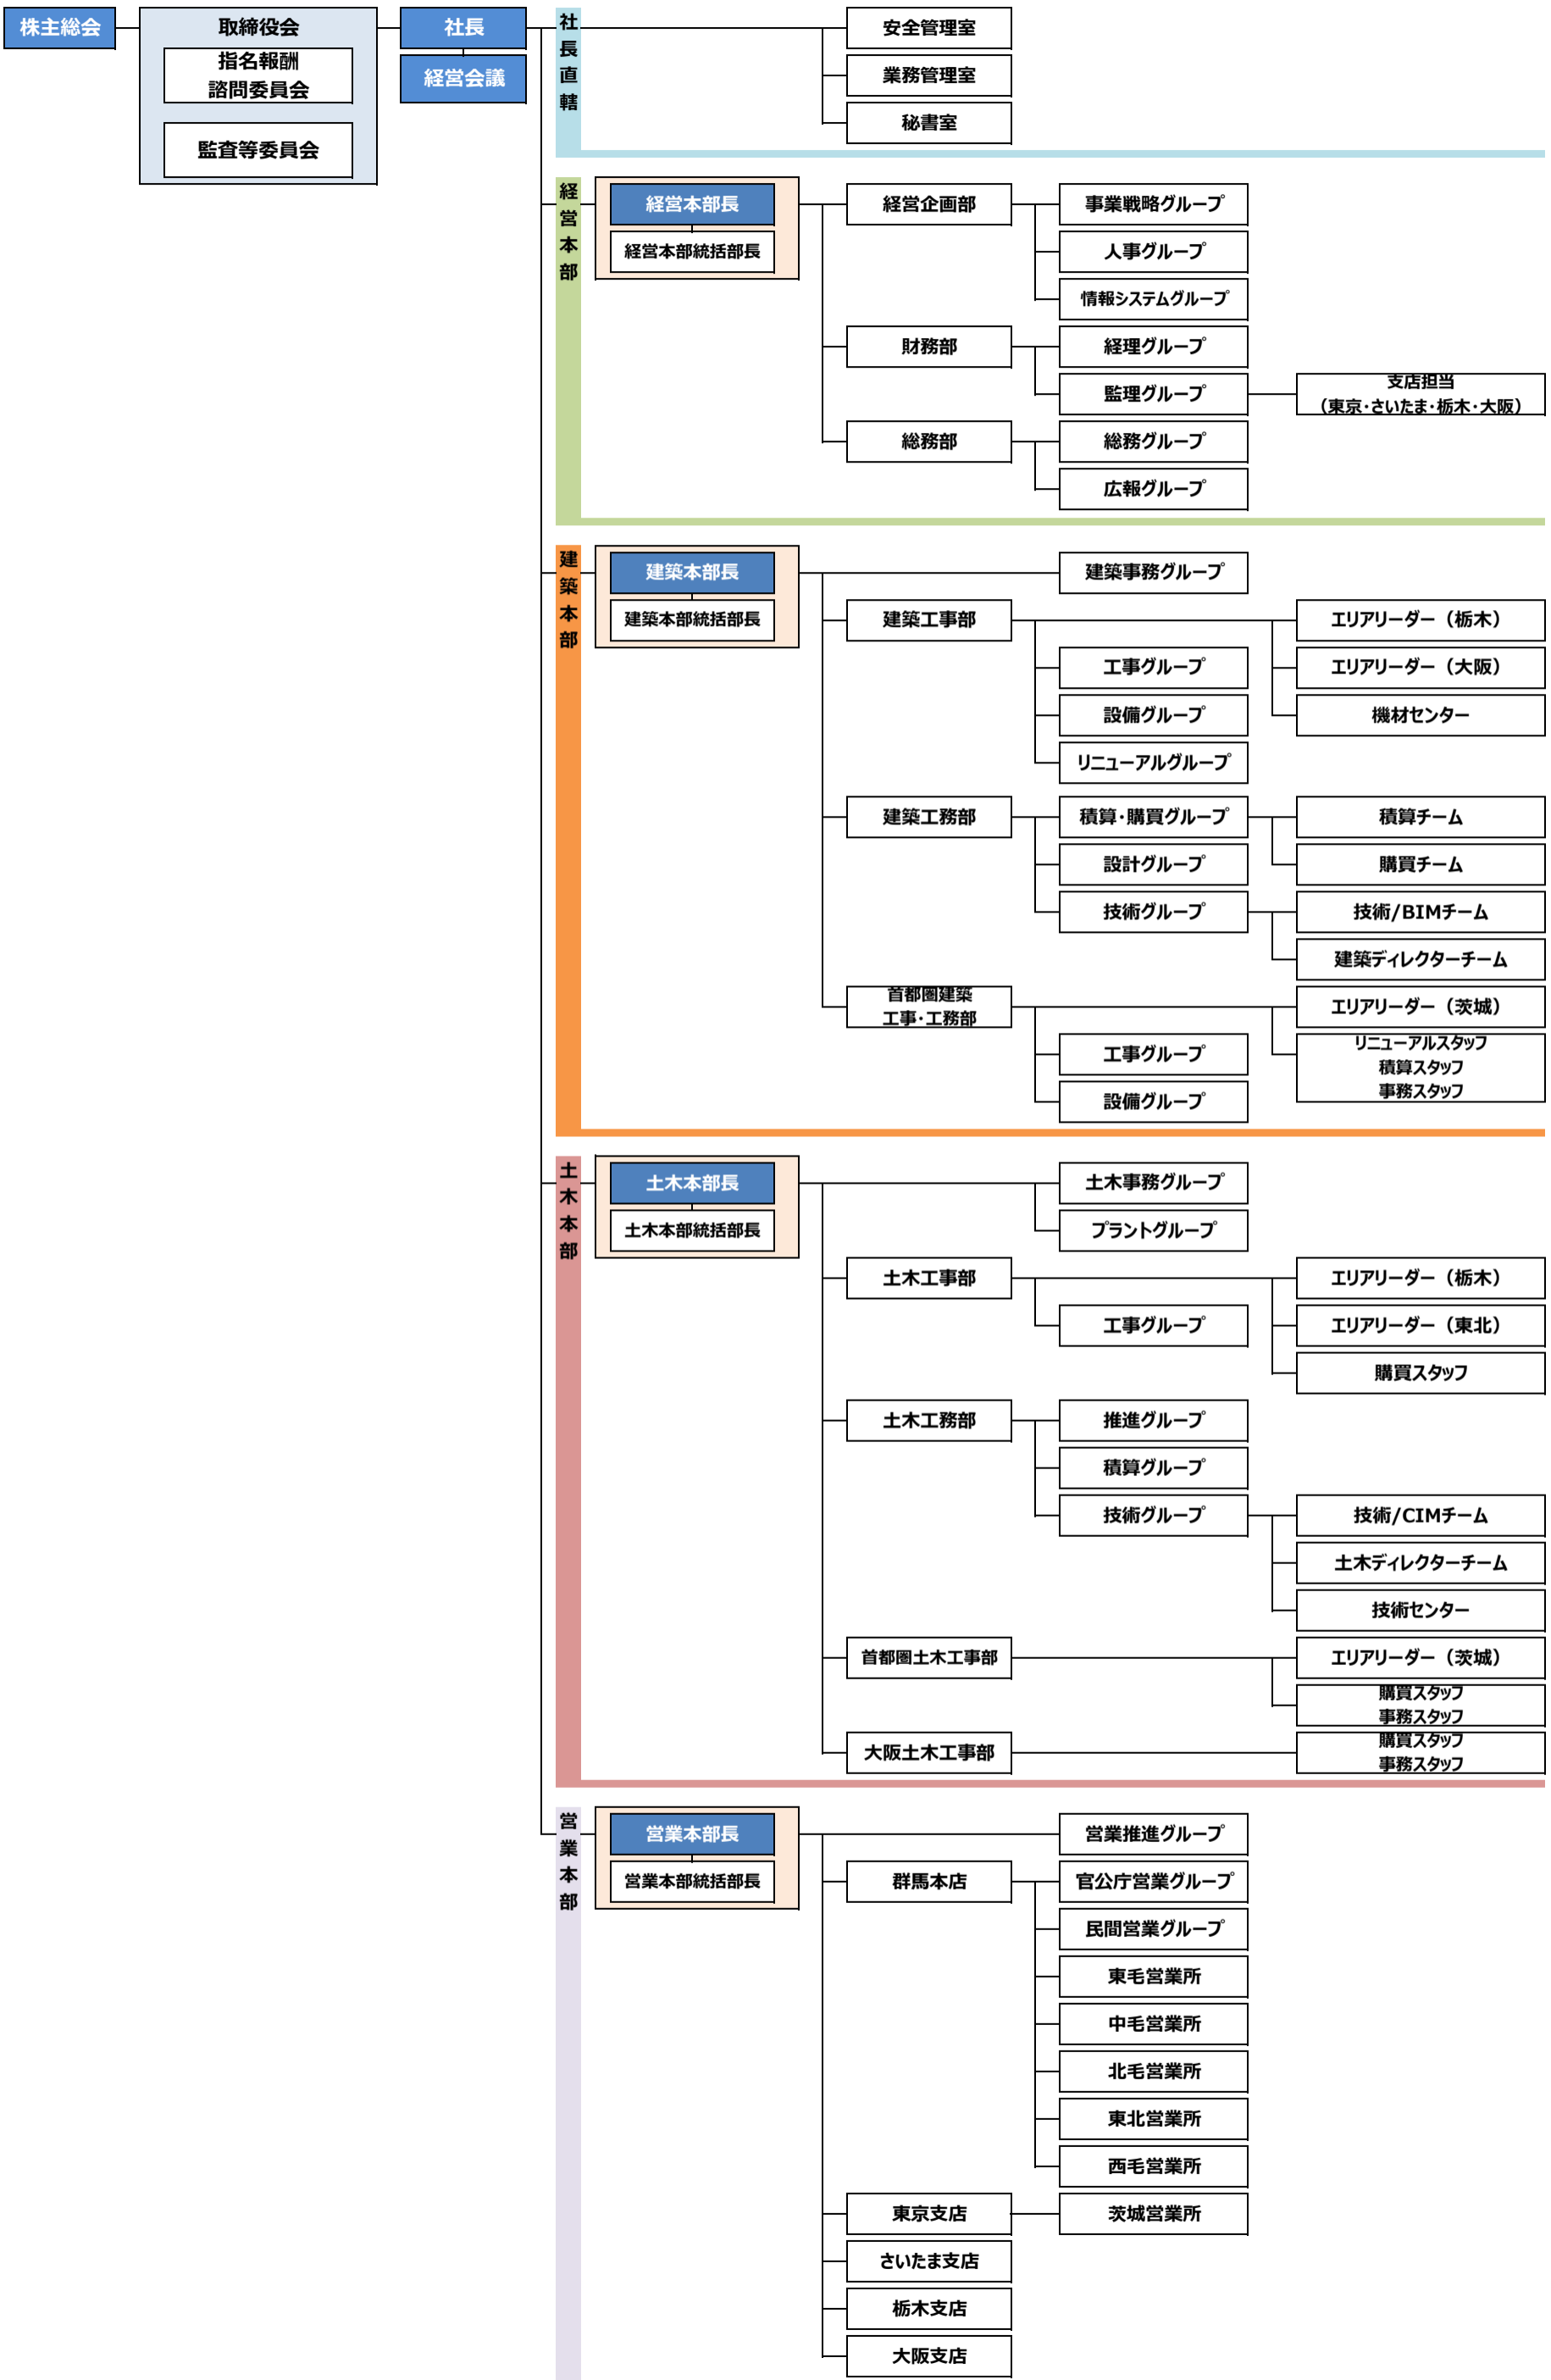 株主総会
取締役会
指名報酬
諮問委員会
監査等委員会
社長
経営会議
社長直轄
安全管理室
業務管理室
秘書室
経営本部
経営本部長
経営本部統括部長
経営企画部
事業戦略グループ
人事グループ
情報システムグループ
財務部
経理グループ
監理グループ
支店担当
（東京・さいたま・栃木・大阪）
総務部
総務グループ
広報グループ
建築本部
建築本部長
建築本部統括部長
建築事務グループ
建築工事部
エリアリーダー（栃木）
工事グループ
エリアリーダー（大阪）
設備グループ
機材センター
リニューアルグループ
建築工務部
積算・購買グループ
積算チーム
設計グループ
購買チーム
技術グループ
技術/BIMチーム
建築ディレクターチーム
首都圏建築
工事・工務部
エリアリーダー（茨城）
工事グループ
リニューアルスタッフ
積算スタッフ
事務スタッフ
設備グループ
土木本部
土木本部長
土木本部統括部長
土木事務グループ
プラントグループ
土木工事部
エリアリーダー（栃木）
工事グループ
エリアリーダー（東北）
購買スタッフ
土木工務部
推進グループ
積算グループ
技術グループ
技術/CIMチーム
土木ディレクターチーム
技術センター
首都圏土木工事部
エリアリーダー（茨城）
購買スタッフ
事務スタッフ
大阪土木工事部
購買スタッフ
事務スタッフ
営業本部
営業本部長
営業本部統括部長
営業推進グループ
群馬本店
官公庁営業グループ
民間営業グループ
東毛営業所
中毛営業所
北毛営業所
東北営業所
西毛営業所
東京支店
茨城営業所
さいたま支店
栃木支店
大阪支店